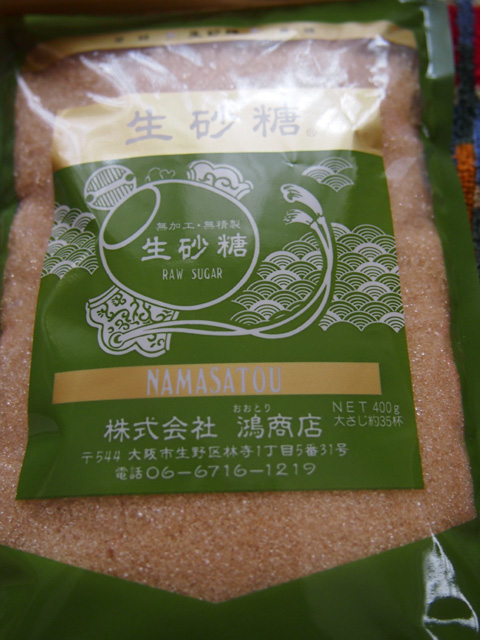 生砂糖
生砂糖
無加工・無精製
生砂糖
RAW SUGAR
NAMASATOU
NET 400g
大さじ約35杯
おおとり
株式会社 鴻商店
〒544 大阪市生野区林寺1丁目5番31号
電話06-6716-1219